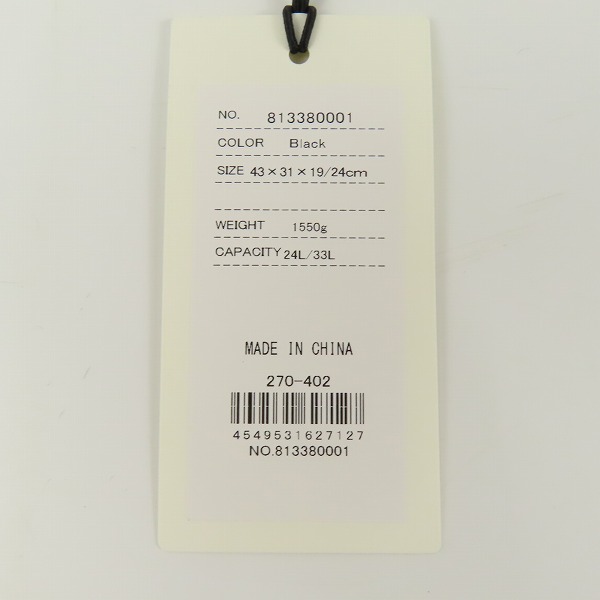 NO. 813380001
COLOR Black
SIZE 43×31×19/24cm
WEIGHT 1550g
CAPACITY 24L/33L
MADE IN CHINA
270-402
4549531627127
NO.813380001